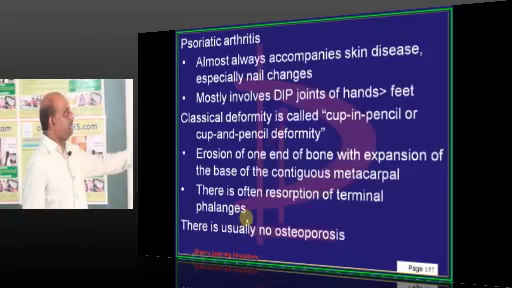 Psoriatic arthritis
• Almost always accompanies skin disease,
especially nail changes
• Mostly involves DIP joints of hands> feet
Classical deformity is called "cup-in-pencil or
cup-and-pencil deformity"
• Erosion of one end of bone with expansion of
the base of the contiguous metacarpal
• There is often resorption of terminal
phalanges
There is usually no osteoporosis
Page 157